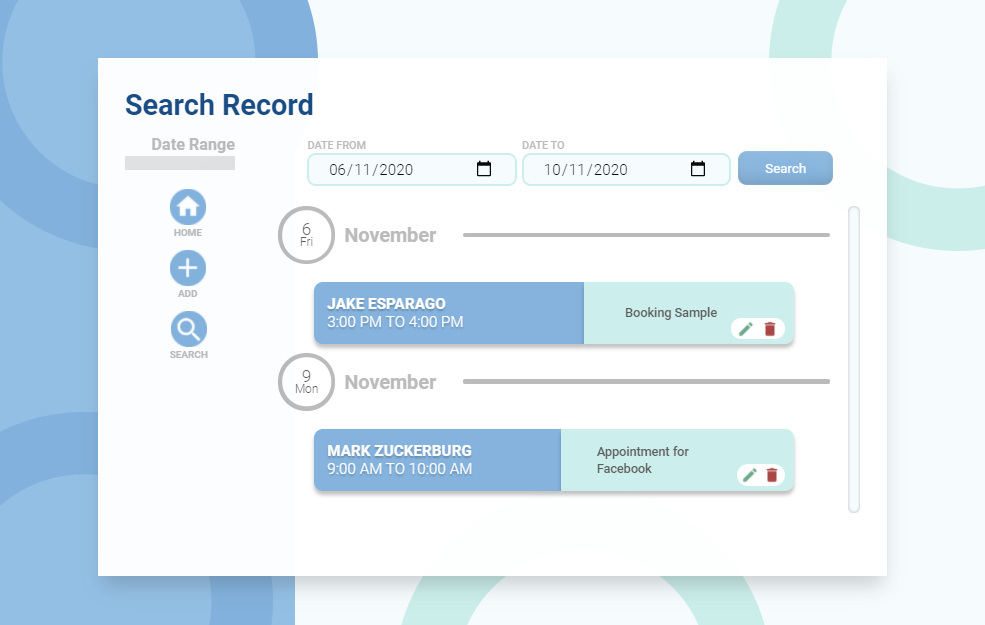 Search Record
Date Range
HOME
ADD
SEARCH
DATE FROM
06/11/2020
DATE TO
10/11/2020
Search
6
Fri
November
JAKE ESPARAGO
3:00 PM TO 4:00 PM
Booking Sample
9
Mon
November
MARK ZUCKERBURG
9:00 AM TO 10:00 AM
Appointment for
Facebook